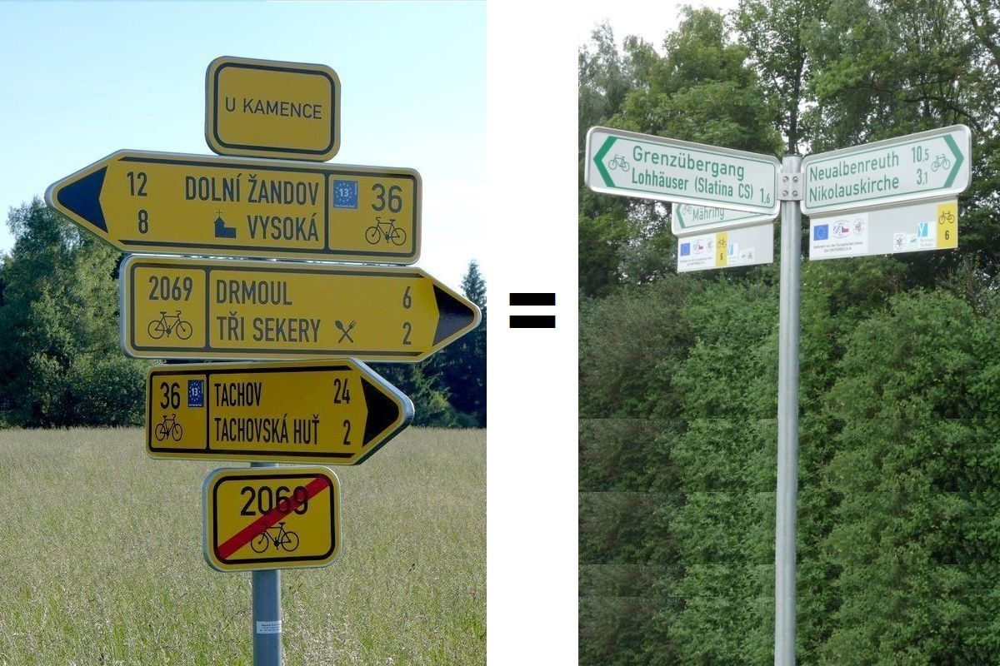 U KAMENCE
12 DOLNÍ ŽANDOV
8 VYSOKÁ
13
36
2069
DRMOUL 6
TŘI SEKERY 2
36
13
TACHOV 24
TACHOVSKÁ HUŤ 2
2069
=
Grenzübergang
Lohhäuser (Slatina CS) 1,6
Mähring
6
Neualbenreuth 10,5
Nikolauskirche 3,1
6